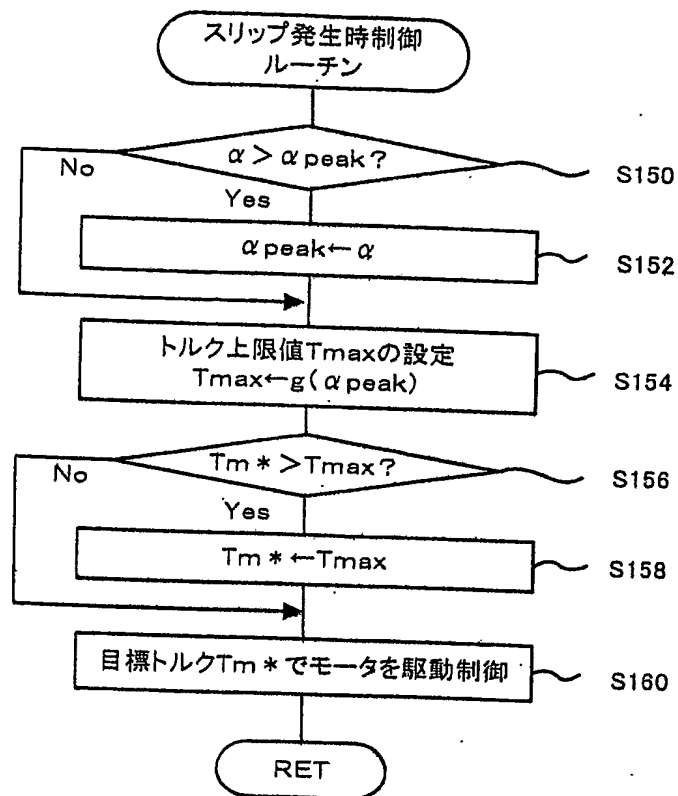 スリップ発生時制御
ルーチン
α＞αpeak？
No
S150
Yes
αpeak←α
S152
トルク上限値Tmaxの設定
Tmax←g(αpeak)
S154
Tm*＞Tmax？
No
S156
Yes
Tm*←Tmax
S158
目標トルクTm*でモータを駆動制御
S160
RET